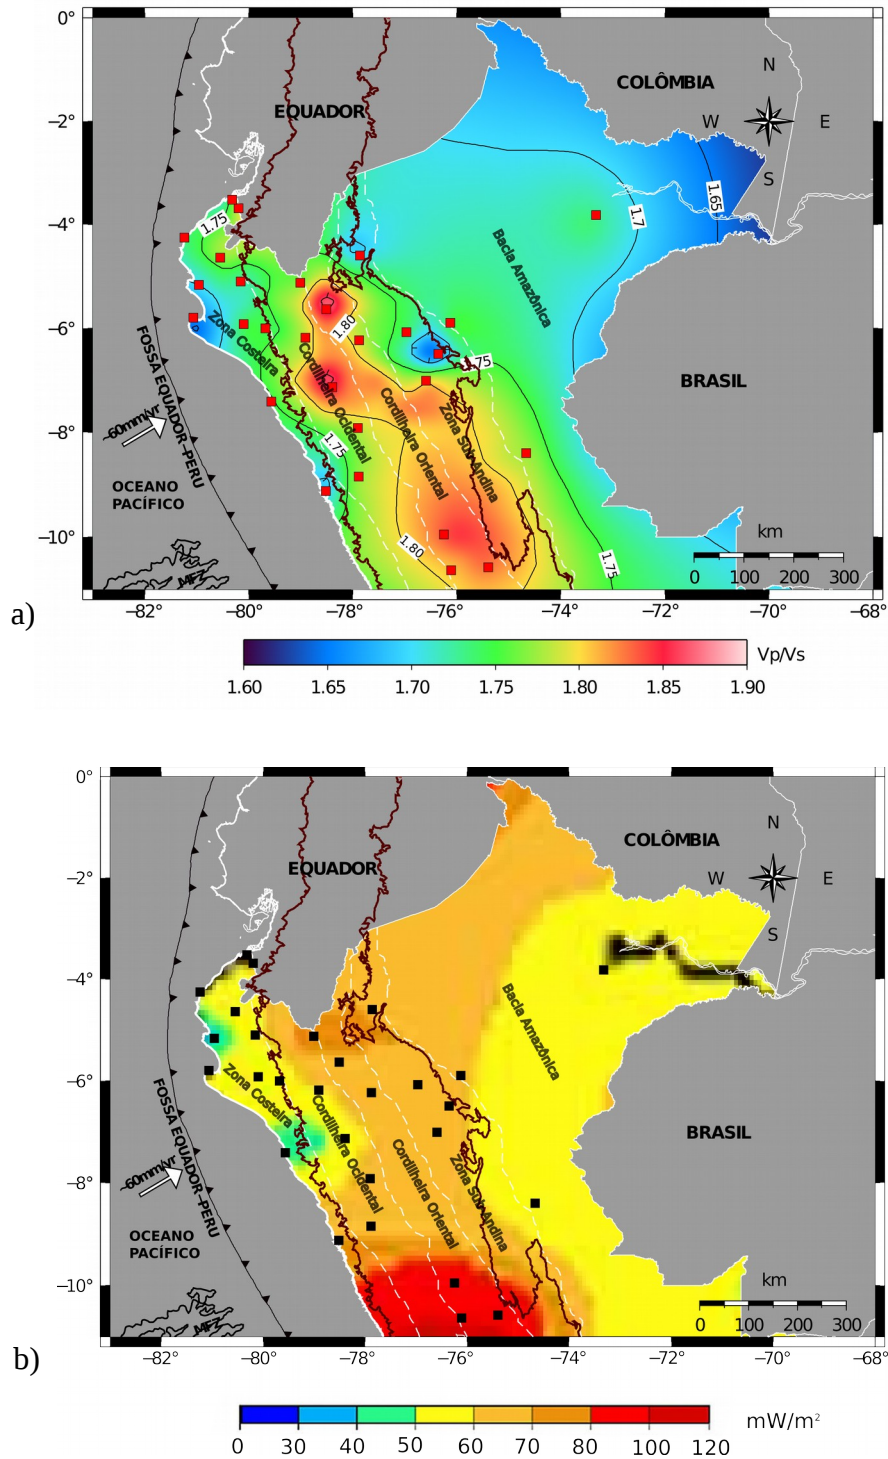 0°
−2°
−4°
−6°
−8°
−10°
COLÔMBIA
N
W
E
S
EQUADOR
1.75
1.7
1.65
Bacia Amazônica
1.80
Zona Costeira
75
BRASIL
FOSSA EQUADOR-PERU
Cordilheira Ocidental
Cordilheira Oriental
Zona Sub Andina
~60mm/yr
1.75
OCEANO
PACÍFICO
1.80
1.75
km
0 100 200 300
MFZ
−82 −80 −78 −76 −74 −72 −70 −68°
a)
Vp/Vs
1.60 1.65 1.70 1.75 1.80 1.85 1.90
0°
−2°
−4°
−6°
−8°
−10°
COLÔMBIA
N
W
E
S
EQUADOR
Bacia Amazônica
Zona Costeira
BRASIL
FOSSA EQUADOR-PERU
Cordilheira Ocidental
Cordilheira Oriental
Zona Sub Andina
~60mm/yr
OCEANO
PACÍFICO
km
0 100 200 300
MFZ
−82 −80 −78 −76 −74 −72 −70 −68°
b)
mW/m²
0 30 40 50 60 70 80 100 120